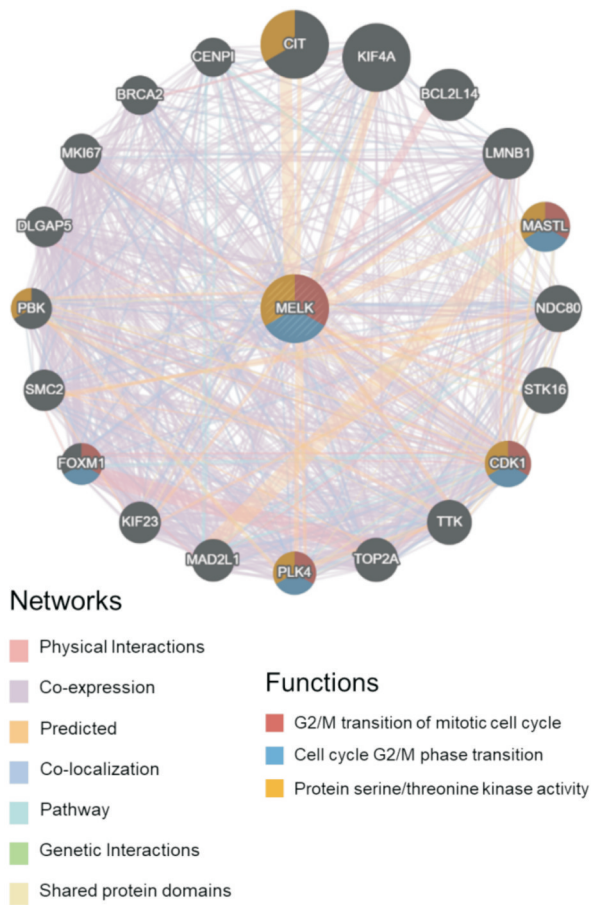 CIT
KIF4A
CENPI
BCL2L14
BRCA2
MKI67
LMNB1
DLGAP5
MASTL
PBK
MELK
NDC80
SMC2
STK16
FOXM1
CDK1
KIF23
TTK
MAD2L1
PLK4
TOP2A
Networks
Physical Interactions
Co-expression
Predicted
Co-localization
Pathway
Genetic Interactions
Shared protein domains
Functions
G2/M transition of mitotic cell cycle
Cell cycle G2/M phase transition
Protein serine/threonine kinase activity